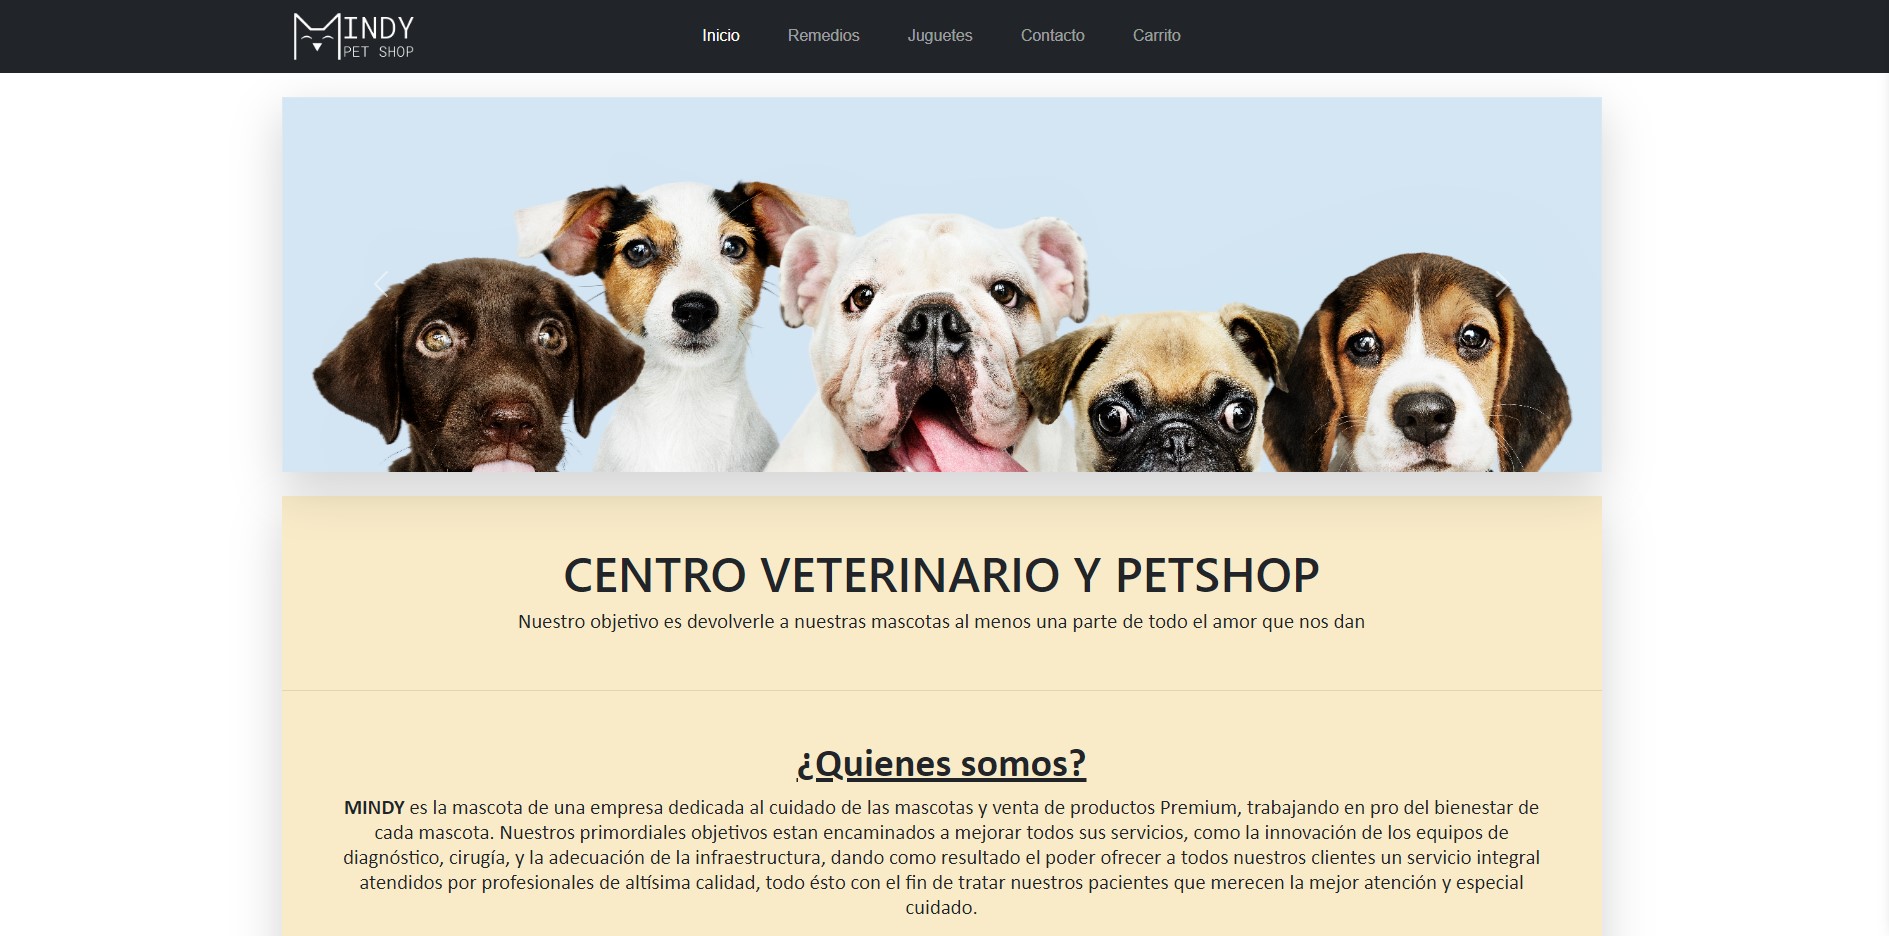 MINDY
PET SHOP
Inicio Remedios Juguetes Contacto Carrito
CENTRO VETERINARIO Y PETSHOP
Nuestro objetivo es devolverle a nuestras mascotas al menos una parte de todo el amor que nos dan
¿Quienes somos?
MINDY es la mascota de una empresa dedicada al cuidado de las mascotas y venta de productos Premium, trabajando en pro del bienestar de
cada mascota. Nuestros primordiales objetivos estan encaminados a mejorar todos sus servicios, como la innovación de los equipos de
diagnóstico, cirugía, y la adecuación de la infraestructura, dando como resultado el poder ofrecer a todos nuestros clientes un servicio integral
atendidos por profesionales de altísima calidad, todo ésto con el fin de tratar nuestros pacientes que merecen la mejor atención y especial
cuidado.